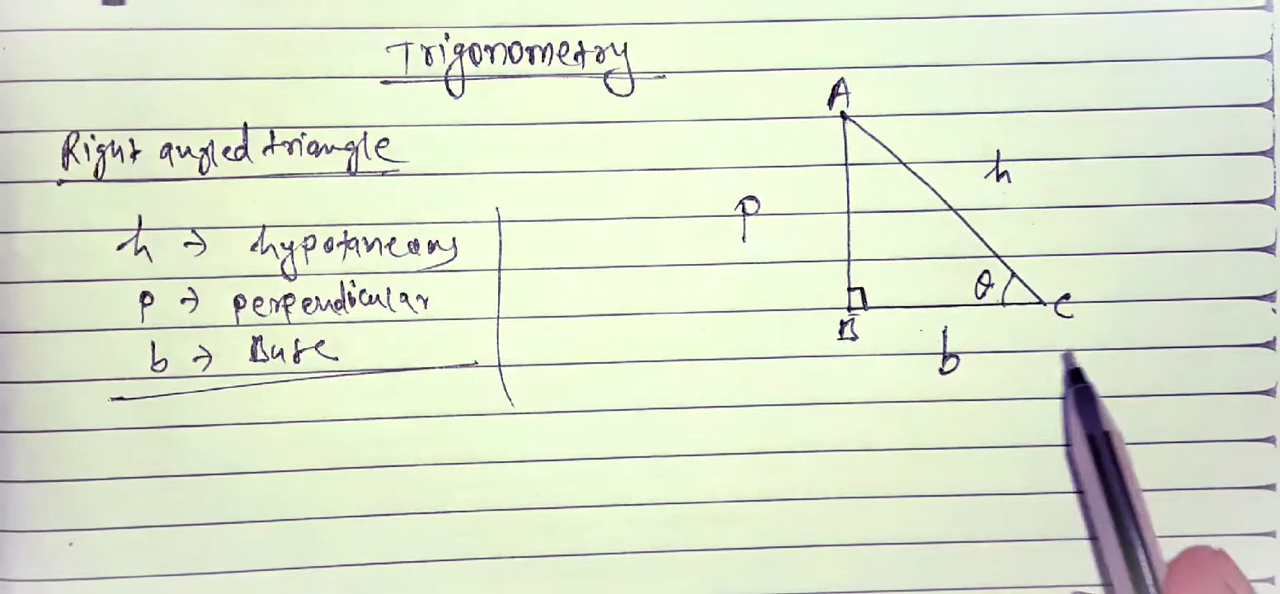 Trigonometry
Right angled triangle
h → hypotaneous
p → perpendicular
b → Base
A
h
P
θ
B
C
b